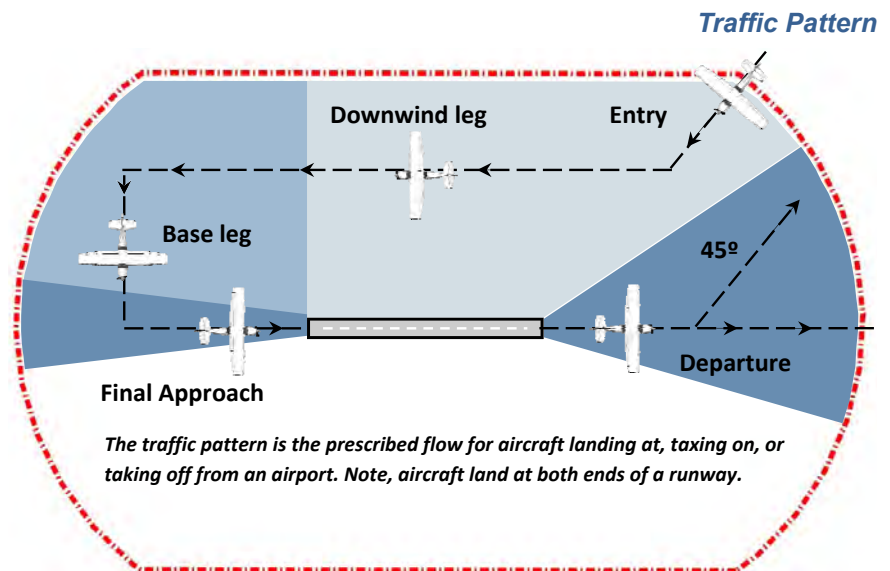 Traffic Pattern
Downwind leg
Entry
Base leg
45º
Departure
Final Approach
The traffic pattern is the prescribed flow for aircraft landing at, taxing on, or
taking off from an airport. Note, aircraft land at both ends of a runway.